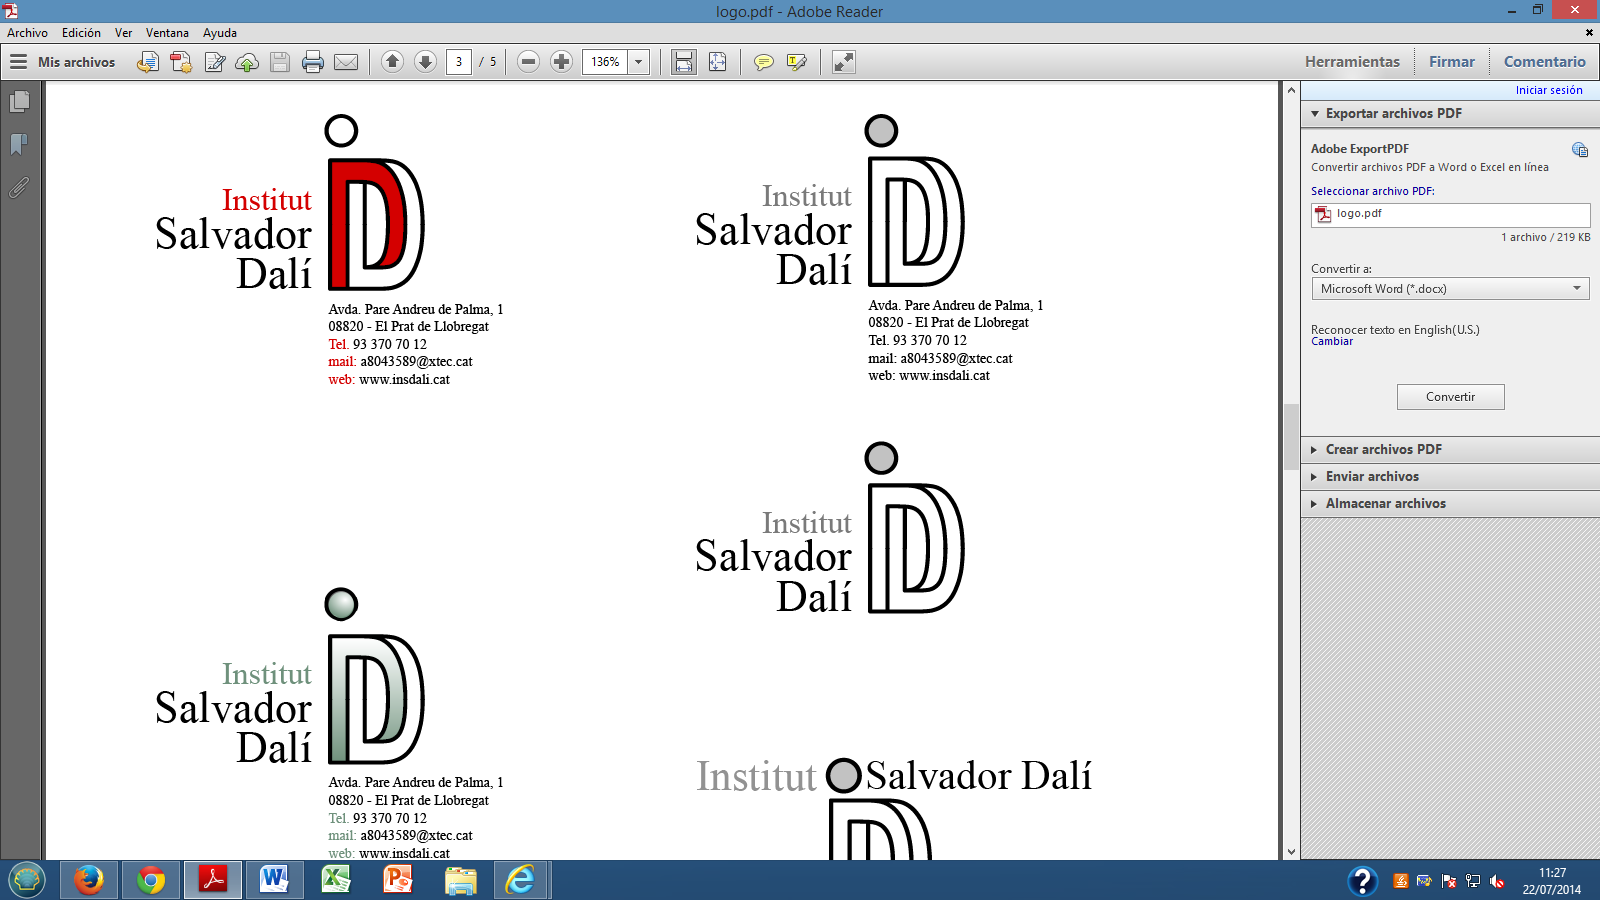 logo.pdf - Adobe Reader
Archivo Edición Ver Ventana Ayuda
Mis archivos
3 / 5
136%
Herramientas Firmar Comentario
Iniciar sesión
Exportar archivos PDF
Adobe ExportPDF
Convertir archivos PDF a Word o Excel en línea
Seleccionar archivo PDF:
logo.pdf
1 archivo / 219 KB
Convertir a:
Microsoft Word (*.docx)
Reconocer texto en English(U.S.)
Cambiar
Convertir
Crear archivos PDF
Enviar archivos
Almacenar archivos
Institut
Salvador
Dalí
Avda. Pare Andreu de Palma, 1
08820 - El Prat de Llobregat
Tel. 93 370 70 12
mail: a8043589@xtec.cat
web: www.insdali.cat
Institut
Salvador
Dalí
Avda. Pare Andreu de Palma, 1
08820 - El Prat de Llobregat
Tel. 93 370 70 12
mail: a8043589@xtec.cat
web: www.insdali.cat
Institut
Salvador
Dalí
Institut
Salvador
Dalí
Avda. Pare Andreu de Palma, 1
08820 - El Prat de Llobregat
Tel. 93 370 70 12
mail: a8043589@xtec.cat
web: www.insdali.cat
Institut Salvador Dalí
11:27
22/07/2014